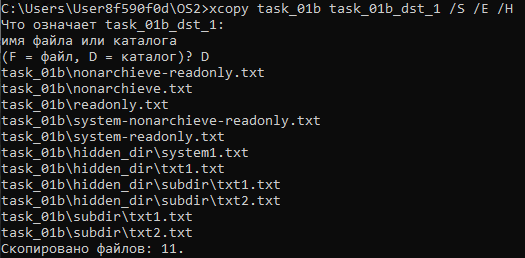 C:\Users\User8f590f0d\OS2>xcopy task_01b task_01b_dst_1 /S /E /H
Что означает task_01b_dst_1:
имя файла или каталога
(F = файл, D = каталог)? D
task_01b\nonarchieve-readonly.txt
task_01b\nonarchieve.txt
task_01b\readonly.txt
task_01b\system-nonarchieve-readonly.txt
task_01b\system-readonly.txt
task_01b\hidden_dir\system1.txt
task_01b\hidden_dir\txt1.txt
task_01b\hidden_dir\subdir\txt1.txt
task_01b\hidden_dir\subdir\txt2.txt
task_01b\subdir\txt1.txt
task_01b\subdir\txt2.txt
Скопировано файлов: 11.